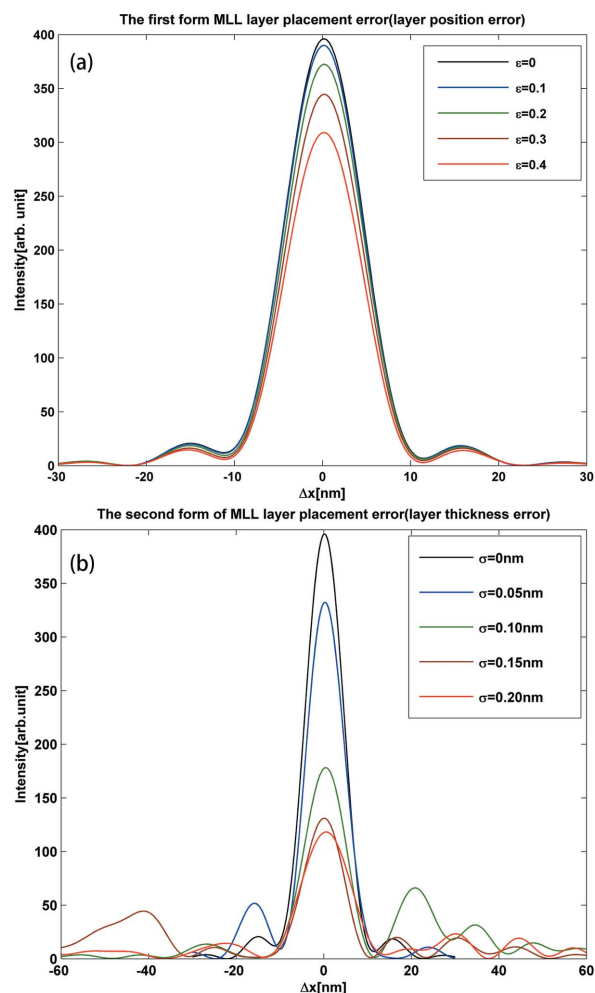 The first form MLL layer placement error(layer position error)
(a)
ε=0
ε=0.1
ε=0.2
ε=0.3
ε=0.4
Intensity[arb. unit]
400
350
300
250
200
150
100
50
0
-30 -20 -10 0 10 20 30
Δx[nm]
The second form of MLL layer placement error(layer thickness error)
(b)
σ=0nm
σ=0.05nm
σ=0.10nm
σ=0.15nm
σ=0.20nm
Intensity[arb.unit]
400
350
300
250
200
150
100
50
0
-60 -40 -20 0 20 40 60
Δx[nm]